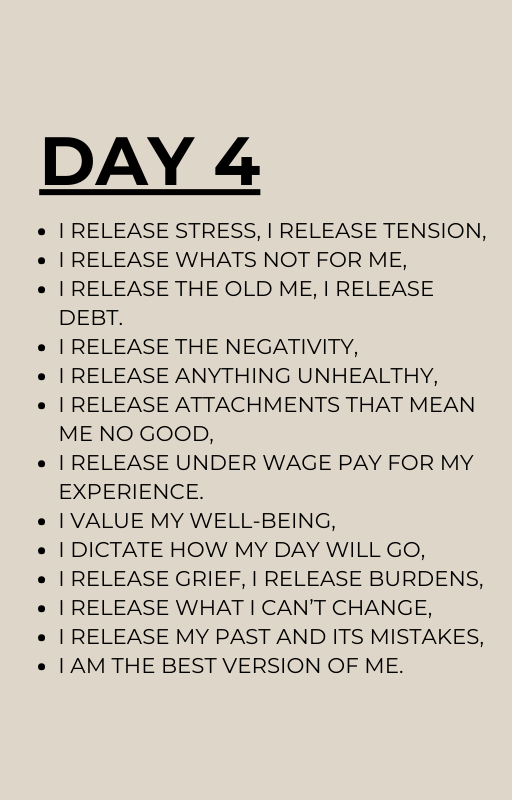 DAY 4
• I RELEASE STRESS, I RELEASE TENSION,
• I RELEASE WHATS NOT FOR ME,
• I RELEASE THE OLD ME, I RELEASE
DEBT.
• I RELEASE THE NEGATIVITY,
• I RELEASE ANYTHING UNHEALTHY,
• I RELEASE ATTACHMENTS THAT MEAN
ME NO GOOD,
• I RELEASE UNDER WAGE PAY FOR MY
EXPERIENCE.
• I VALUE MY WELL-BEING,
• I DICTATE HOW MY DAY WILL GO,
• I RELEASE GRIEF, I RELEASE BURDENS,
• I RELEASE WHAT I CAN’T CHANGE,
• I RELEASE MY PAST AND ITS MISTAKES,
• I AM THE BEST VERSION OF ME.